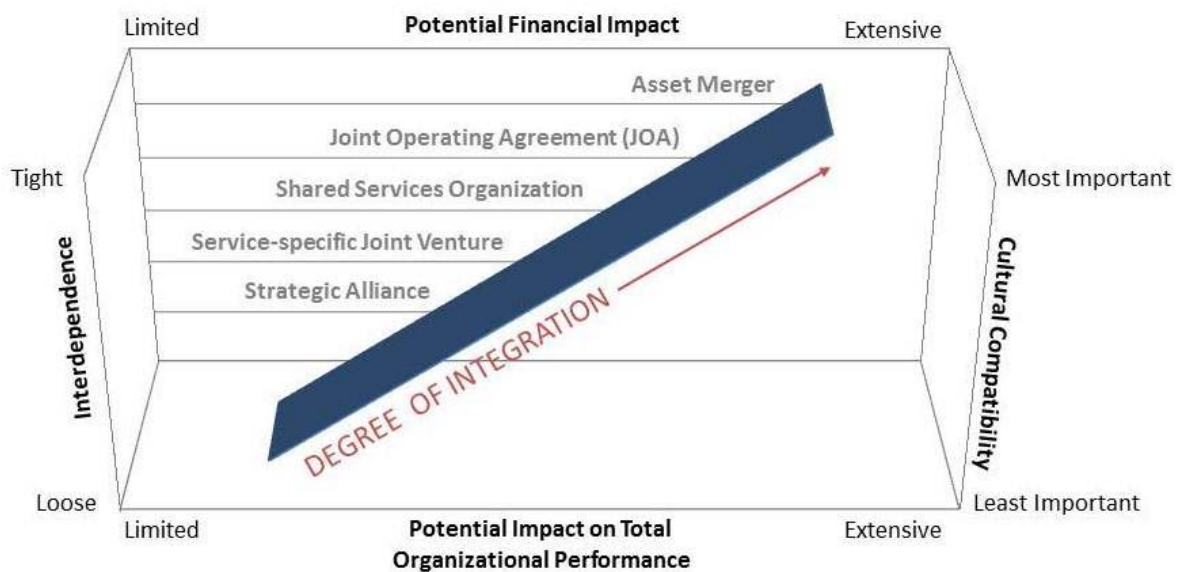 Limited
Potential Financial Impact
Extensive
Asset Merger
Joint Operating Agreement (JOA)
Tight
Shared Services Organization
Most Important
Service-specific Joint Venture
Strategic Alliance
Interdependence
DEGREE OF INTEGRATION
Cultural Compatibility
Loose
Least Important
Limited
Potential Impact on Total
Organizational Performance
Extensive